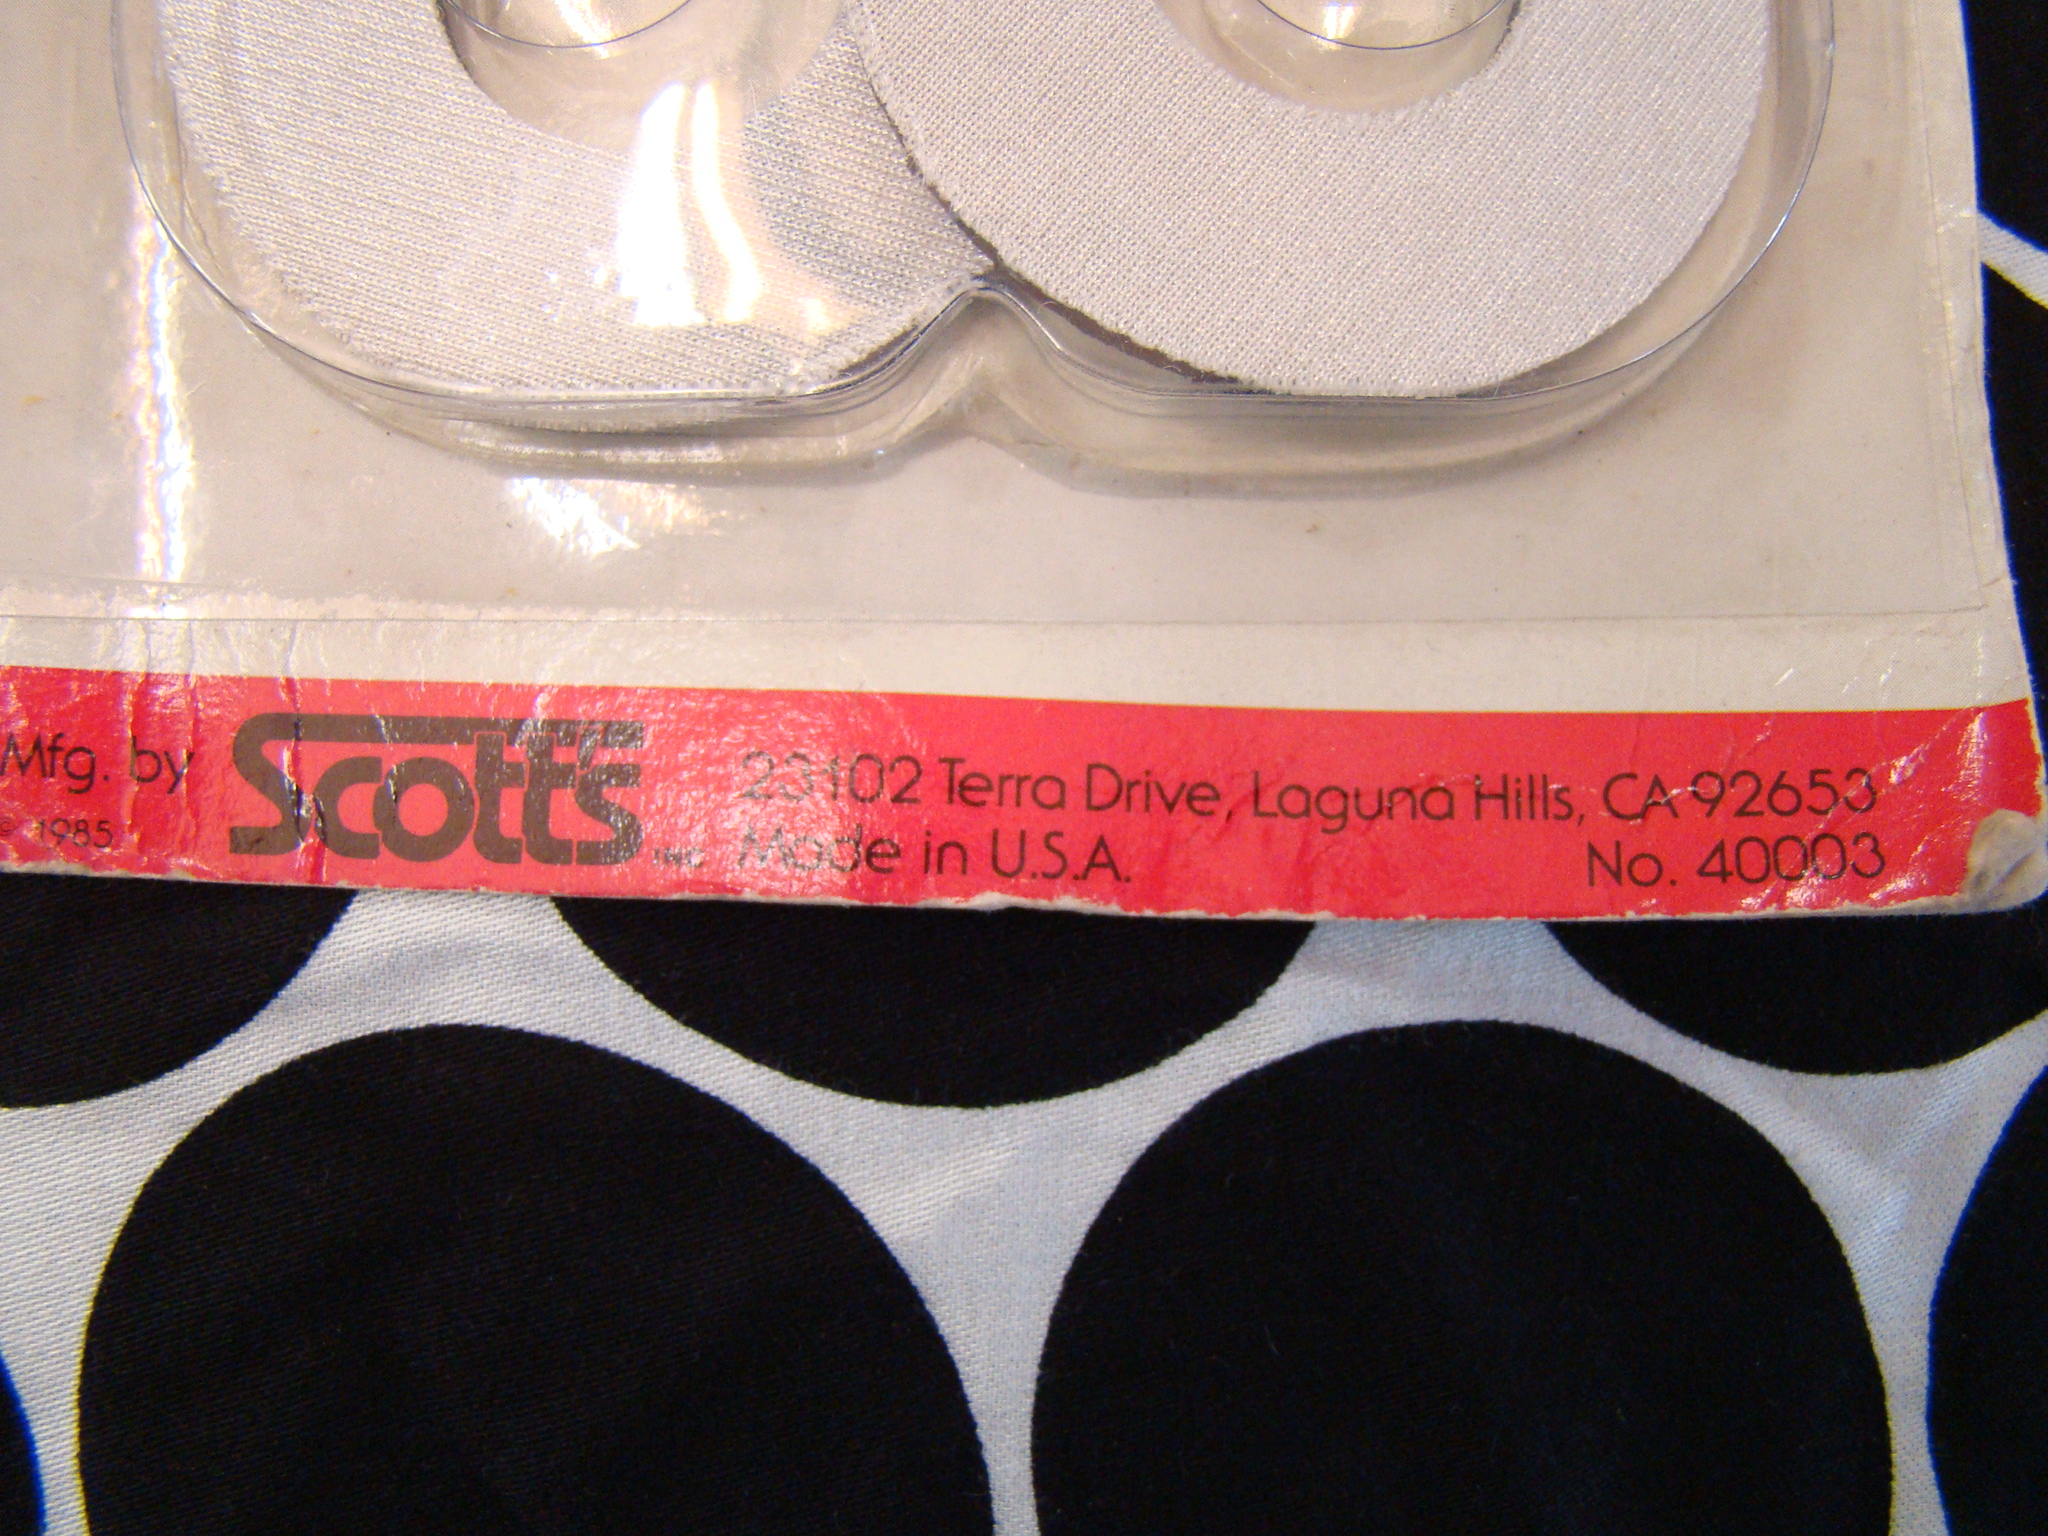 Mfg. by Scott's INC 23102 Terra Drive, Laguna Hills, CA 92653
© 1985 Made in U.S.A. No. 40003